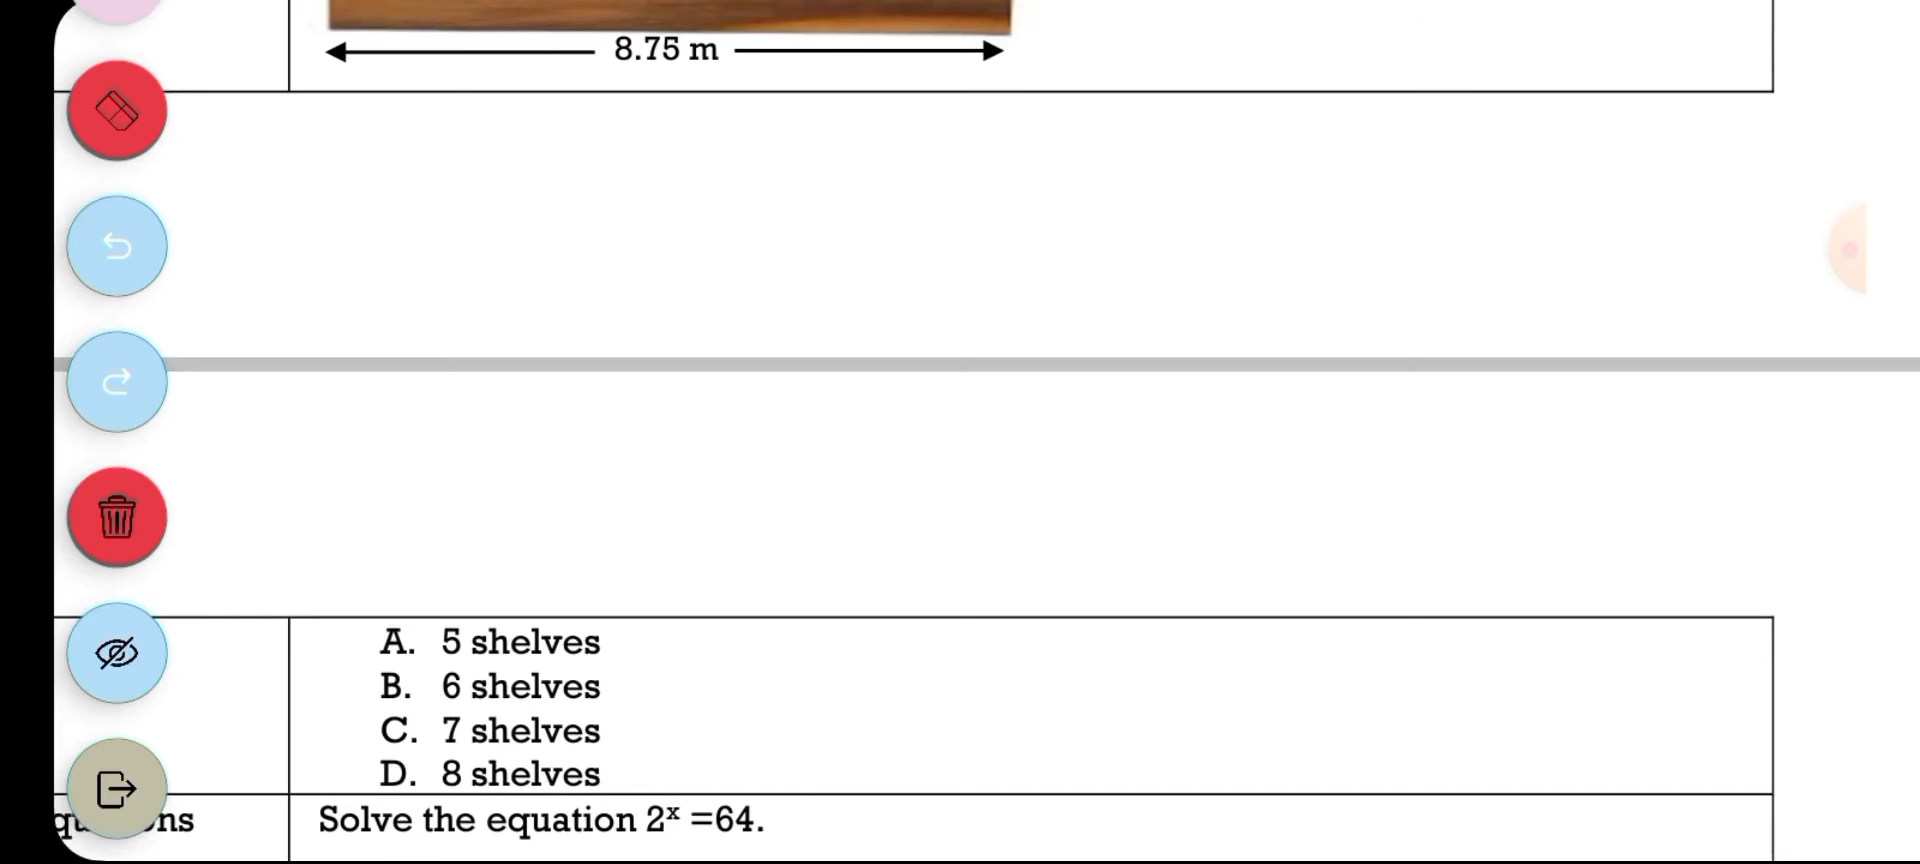 8.75 m
A. 5 shelves
B. 6 shelves
C. 7 shelves
D. 8 shelves
Solve the equation 2ˣ =64.